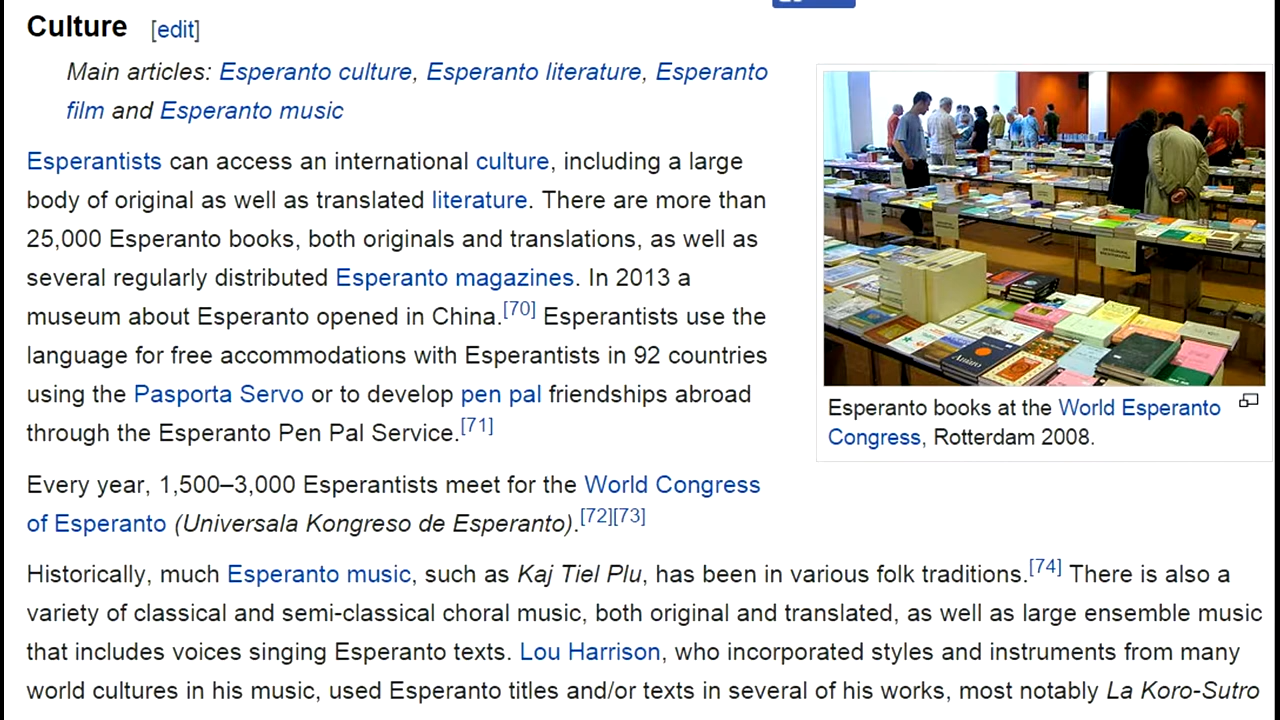 Culture [edit]
Main articles: Esperanto culture, Esperanto literature, Esperanto
film and Esperanto music
Esperantists can access an international culture, including a large
body of original as well as translated literature. There are more than
25,000 Esperanto books, both originals and translations, as well as
several regularly distributed Esperanto magazines. In 2013 a
museum about Esperanto opened in China.[70] Esperantists use the
language for free accommodations with Esperantists in 92 countries
using the Pasporta Servo or to develop pen pal friendships abroad
through the Esperanto Pen Pal Service.[71]
Every year, 1,500–3,000 Esperantists meet for the World Congress
of Esperanto (Universala Kongreso de Esperanto).[72][73]
Esperanto books at the World Esperanto
Congress, Rotterdam 2008.
Historically, much Esperanto music, such as Kaj Tiel Plu, has been in various folk traditions.[74] There is also a
variety of classical and semi-classical choral music, both original and translated, as well as large ensemble music
that includes voices singing Esperanto texts. Lou Harrison, who incorporated styles and instruments from many
world cultures in his music, used Esperanto titles and/or texts in several of his works, most notably La Koro-Sutro